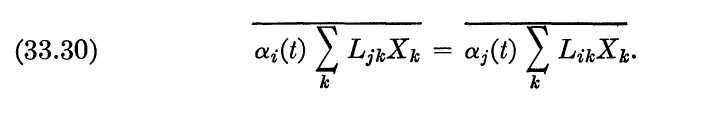 (33.30) $\overline{\alpha_i(t) \sum_k L_{jk} X_k} = \overline{\alpha_j(t) \sum_k L_{ik} X_k}.$